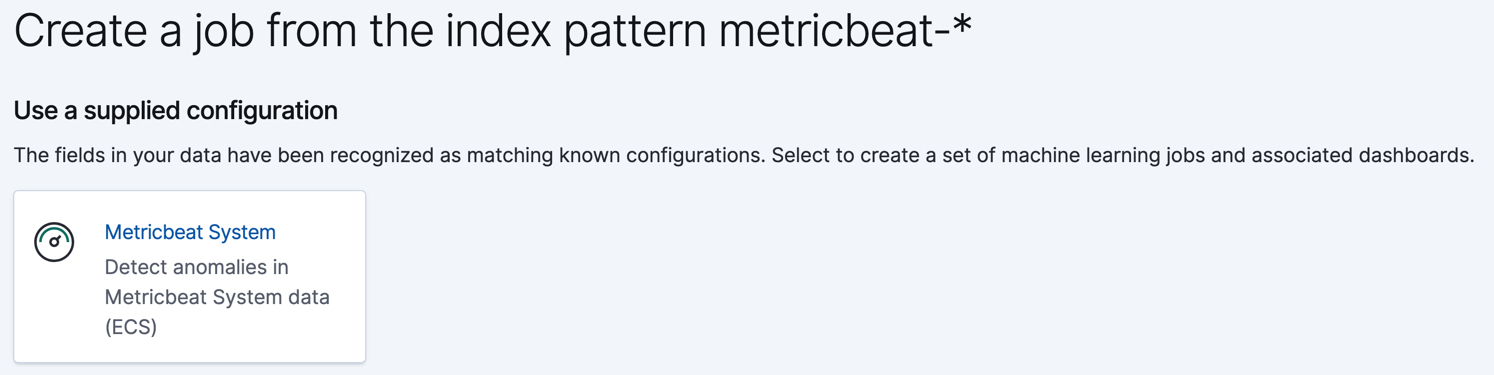 Create a job from the index pattern metricbeat-*
Use a supplied configuration
The fields in your data have been recognized as matching known configurations. Select to create a set of machine learning jobs and associated dashboards.
Metricbeat System
Detect anomalies in
Metricbeat System data
(ECS)